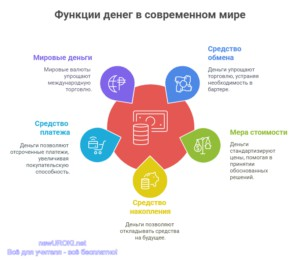 Функции денег в современном мире
Мировые деньги
Мировые валюты
упрощают
международную
торговлю.
Средство
обмена
Деньги упрощают
торговлю, устраняя
необходимость в
бартере.
Средство
платежа
Деньги позволяют
отсроченные платежи,
увеличивая
покупательскую
способность.
Мера стоимости
Деньги
стандартизируют
цены, помогая в
принятии
обоснованных
решений.
Средство
накопления
Деньги позволяют
откладывать средства
на будущее.
newUROKI.net
Всё для учителя - всё бесплатно!